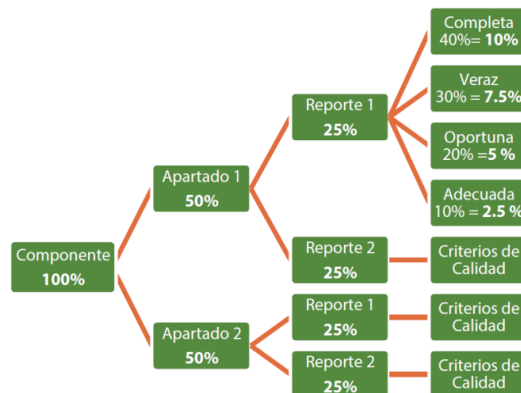 Completa
40%= 10%
Veraz
30% = 7.5%
Reporte 1
25%
Oportuna
20% =5 %
Apartado 1
50%
Adecuada
10% = 2.5 %
Componente
100%
Reporte 2
25%
Criterios de
Calidad
Apartado 2
50%
Reporte 1
25%
Criterios de
Calidad
Reporte 2
25%
Criterios de
Calidad